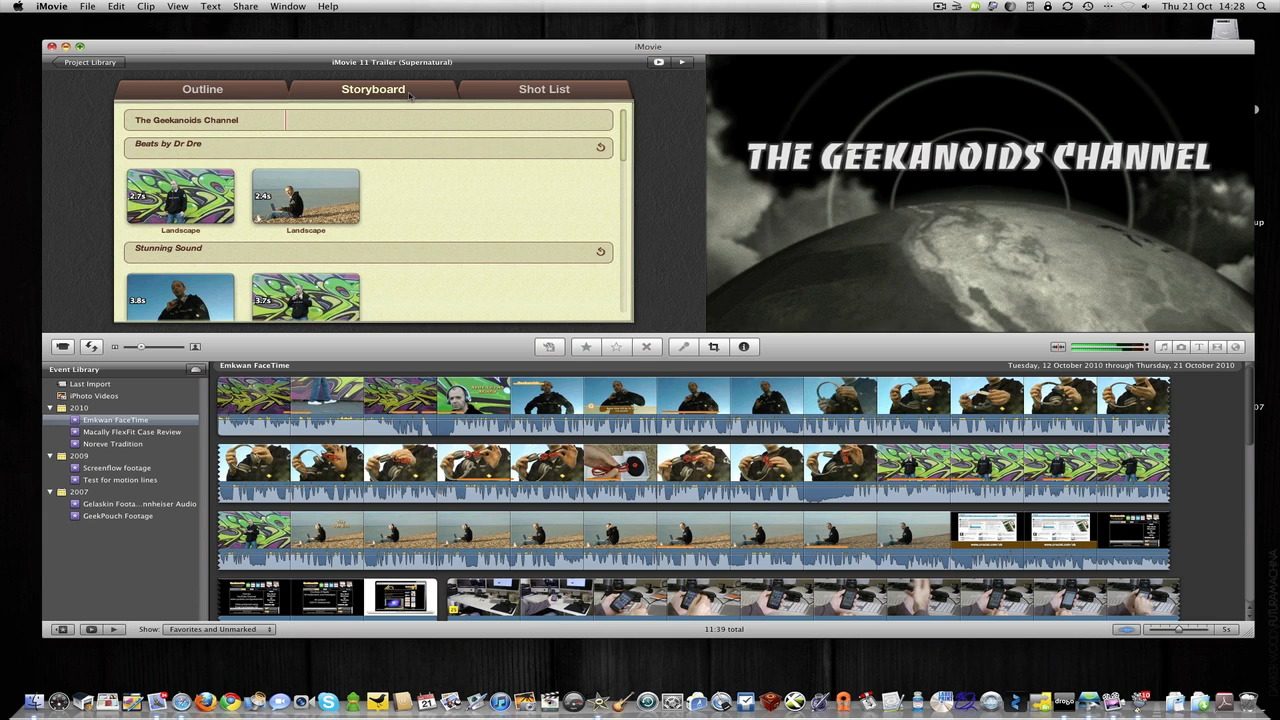 iMovie File Edit Clip View Text Share Window Help Thu 21 Oct 14:28
iMovie
Project Library iMovie 11 Trailer (Supernatural)
Outline Storyboard Shot List
The Geekanoids Channel
Beats by Dr Dre
2.7s 2.4s
Landscape Landscape
Stunning Sound
3.8s 3.7s
THE GEEKANOIDS CHANNEL
Event Library
Last Import
iPhoto Videos
2010
Emkwan FaceTime
Macally FlexFit Case Review
Noreve Tradition
2009
Screenflow footage
Test for motion lines
2007
Gelaskin Foota...nnheiser Audio
GeekPouch Footage
Emkwan FaceTime Tuesday, 12 October 2010 through Thursday, 21 October 2010
Show: Favorites and Unmarked 11:39 total 5s
up
07